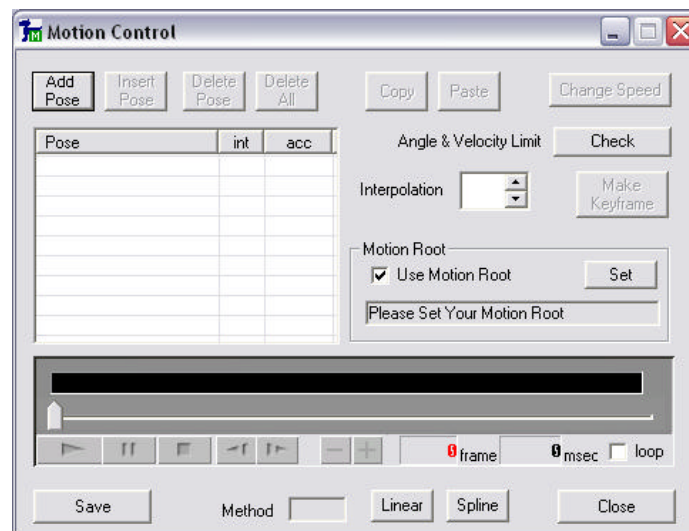 Motion Control
Add Pose
Insert Pose
Delete Pose
Delete All
Copy
Paste
Change Speed
Pose int acc
Angle & Velocity Limit
Check
Interpolation
Make Keyframe
Motion Root
Use Motion Root
Set
Please Set Your Motion Root
frame
msec
loop
Save
Method
Linear
Spline
Close